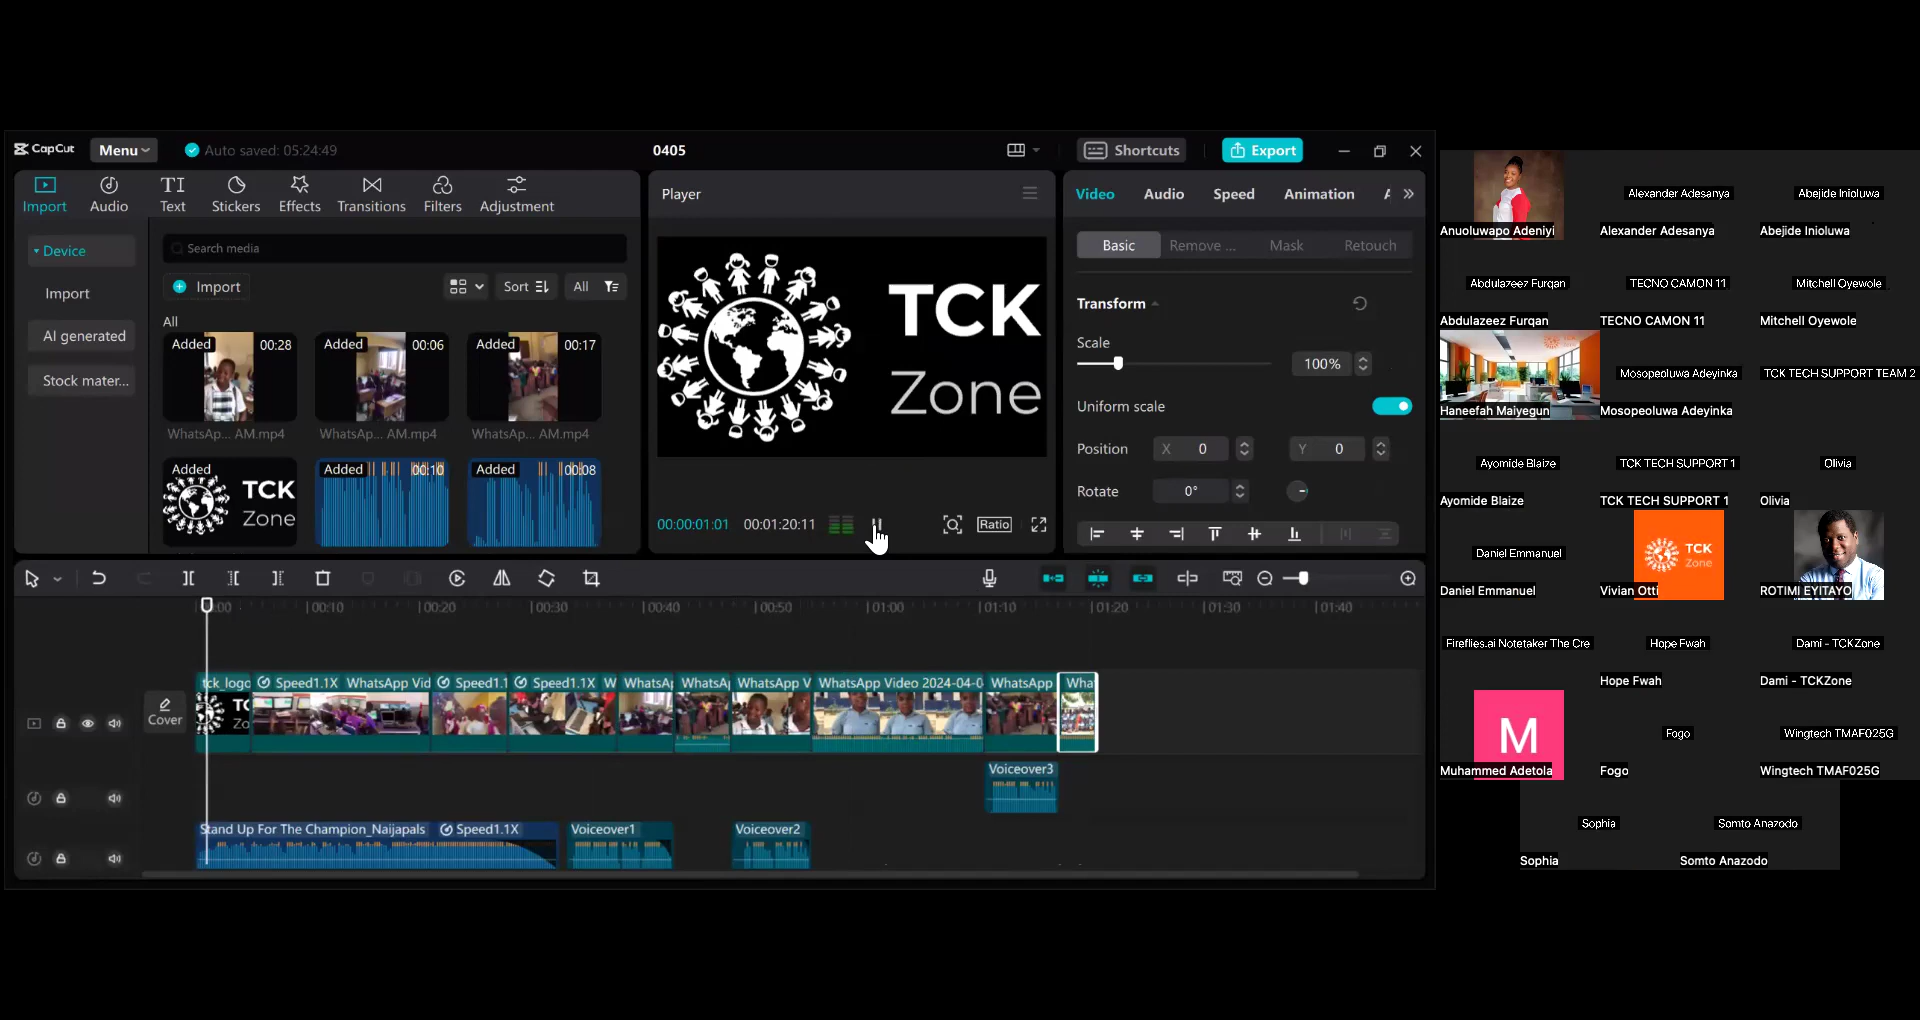 CapCut
Menu
Auto saved: 05:24:49
0405
Shortcuts
Export
Import
Audio
Text
Stickers
Effects
Transitions
Filters
Adjustment
Device
Import
AI generated
Stock mater...
Search media
Import
Sort
All
All
Added 00:28
Added 00:06
Added 00:17
WhatsAp... AM.mp4
WhatsAp... AM.mp4
WhatsAp... AM.mp4
Added
TCK
Zone
Added 00:10
Added 00:08
Player
TCK
Zone
00:00:01:01
00:01:20:11
Ratio
Video
Audio
Speed
Animation
Basic
Remove ...
Mask
Retouch
Transform
Scale
100%
Uniform scale
Position
X 0
Y 0
Rotate
0°
:00
00:10
00:20
00:30
00:40
00:50
01:00
01:10
01:20
01:30
01:40
Cover
tck_logo
Speed1.1X WhatsApp Vid
Speed1.1
Speed1.1X W
WhatsAp
WhatsAp
WhatsApp V
WhatsApp Video 2024-04-0
WhatsApp
Wha
Voiceover3
Stand Up For The Champion_Naijapals
Speed1.1X
Voiceover1
Voiceover2
Anuoluwapo Adeniyi
Alexander Adesanya
Alexander Adesanya
Abejide Inioluwa
Abejide Inioluwa
Abdulazeez Furqan
Abdulazeez Furqan
TECNO CAMON 11
TECNO CAMON 11
Mitchell Oyewole
Mitchell Oyewole
Haneefah Maiyegun
Mosopeoluwa Adeyinka
Mosopeoluwa Adeyinka
TCK TECH SUPPORT TEAM 2
Ayomide Blaize
Ayomide Blaize
TCK TECH SUPPORT 1
TCK TECH SUPPORT 1
Olivia
Olivia
Daniel Emmanuel
Daniel Emmanuel
TCK
Zone
Vivian Otti
ROTIMI EYITAYO
Fireflies.ai Notetaker The Cre
Hope Fwah
Hope Fwah
Dami - TCKZone
Dami - TCKZone
M
Muhammed Adetola
Fogo
Fogo
Wingtech TMAF025G
Wingtech TMAF025G
Sophia
Sophia
Somto Anazodo
Somto Anazodo